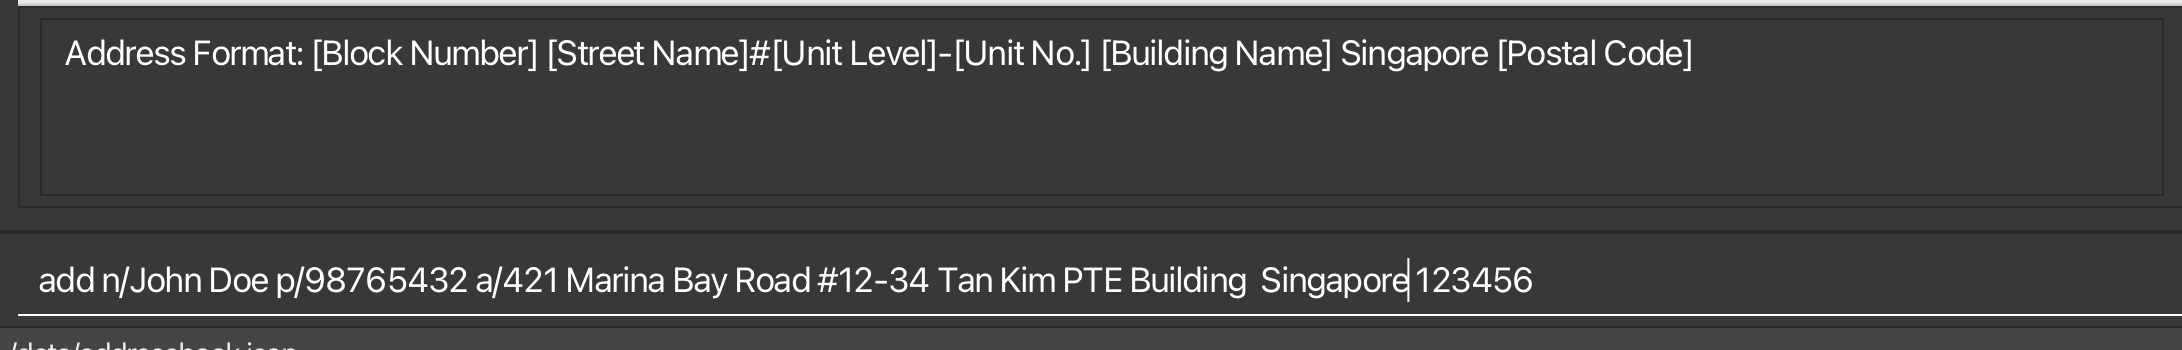 Address Format: [Block Number] [Street Name]#[Unit Level]-[Unit No.] [Building Name] Singapore [Postal Code]
add n/John Doe p/98765432 a/421 Marina Bay Road #12-34 Tan Kim PTE Building  Singapore 123456